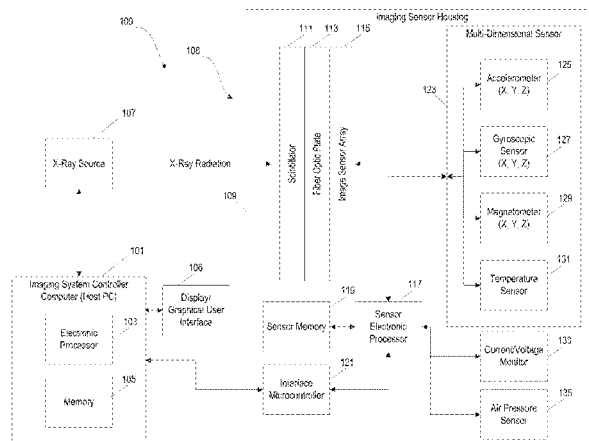 Imaging Sensor Housing
111
113
115
Multi-Dimensional Sensor
109
108
Accelerometer
(X, Y, Z)
125
123
107
Scintillator
Fiber Optic Plate
Image Sensor Array
Gyroscopic
Sensor
(X, Y, Z)
127
X-Ray Source
X-Ray Radiation
109
Magnatometer
(X, Y, Z)
129
101
131
Imaging System Controller
Computer (Host PC)
106
119
117
Temperature
Sensor
Display/
Graphical User
Interface
Sensor Memory
Sensor
Electronic
Processor
Electronic
Processor
103
121
Current/Voltage
Monitor
133
Memory
105
Interface
Microcontroller
Air Pressure
Sensor
135